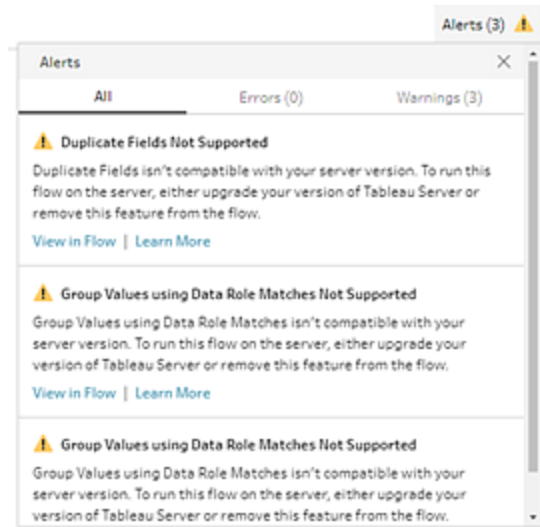 Alerts (3)
Alerts
All Errors (0) Warnings (3)
Duplicate Fields Not Supported
Duplicate Fields isn't compatible with your server version. To run this
flow on the server, either upgrade your version of Tableau Server or
remove this feature from the flow.
View in Flow | Learn More
Group Values using Data Role Matches Not Supported
Group Values using Data Role Matches isn't compatible with your
server version. To run this flow on the server, either upgrade your
version of Tableau Server or remove this feature from the flow.
View in Flow | Learn More
Group Values using Data Role Matches Not Supported
Group Values using Data Role Matches isn't compatible with your
server version. To run this flow on the server, either upgrade your
version of Tableau Server or remove this feature from the flow.